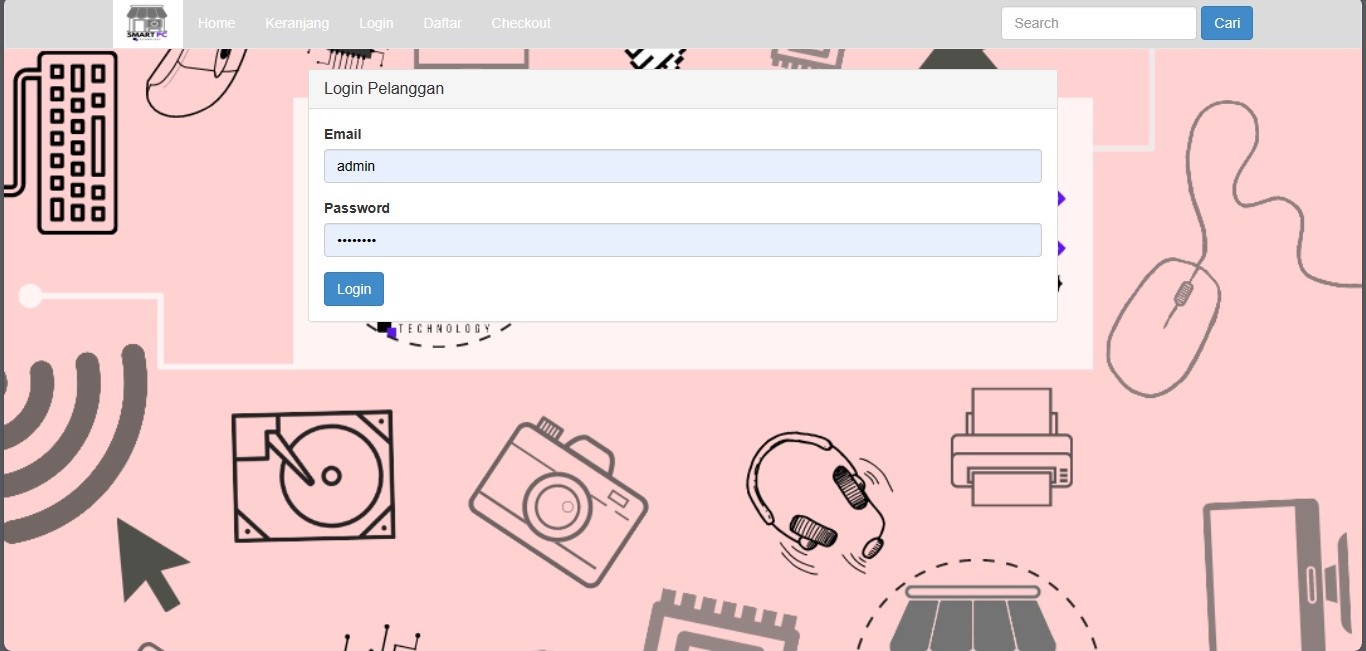 SMART PC
Home Keranjang Login Daftar Checkout Search Cari
Login Pelanggan
Email
admin
Password
••••••••
Login
TECHNOLOGY